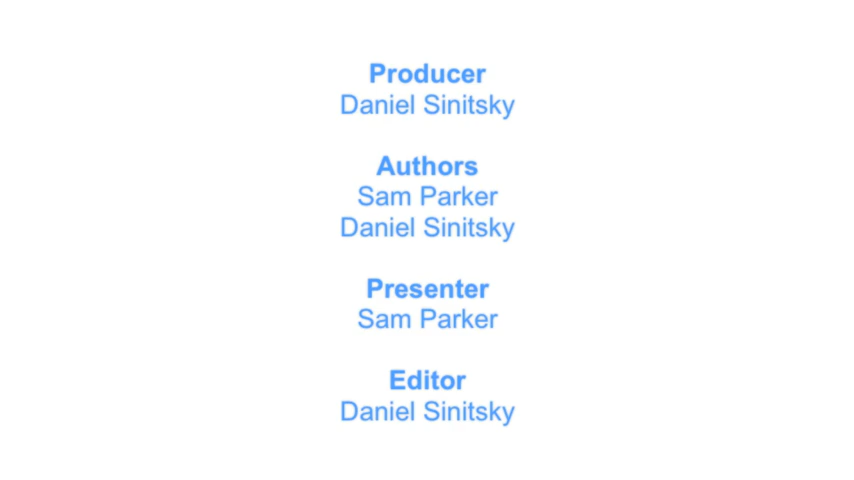 Producer
Daniel Sinitsky
Authors
Sam Parker
Daniel Sinitsky
Presenter
Sam Parker
Editor
Daniel Sinitsky